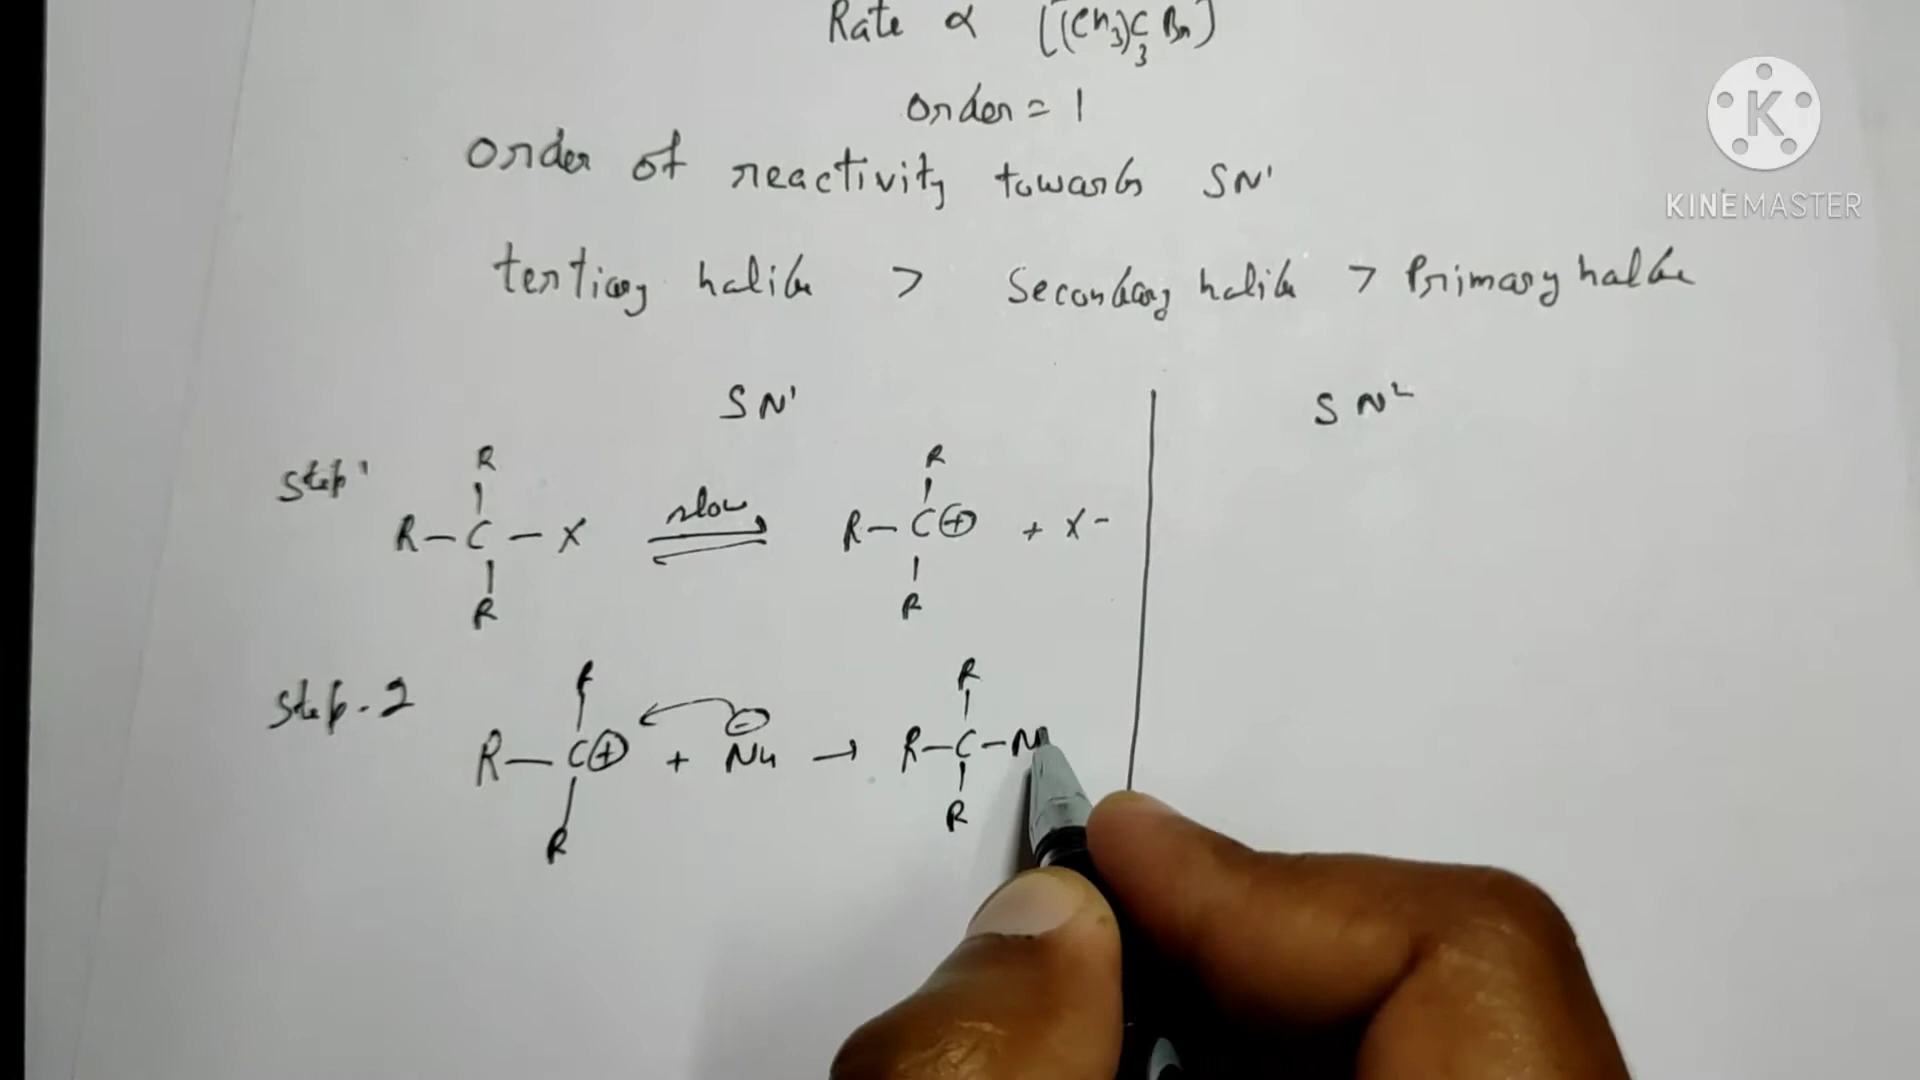 Rate ∝ [(CH3)3C Br]
Order = 1
Order of reactivity towards SN1
tertiary halide > Secondary halide > Primary halide
SN1
SN2
Step 1
R
R–C–X slow ⇌ R–C⊕ + X–
R
R
R
Step-2
R
R–C⊕ + Nu⊖ → R–C–N
R
R
R
K
KINEMASTER